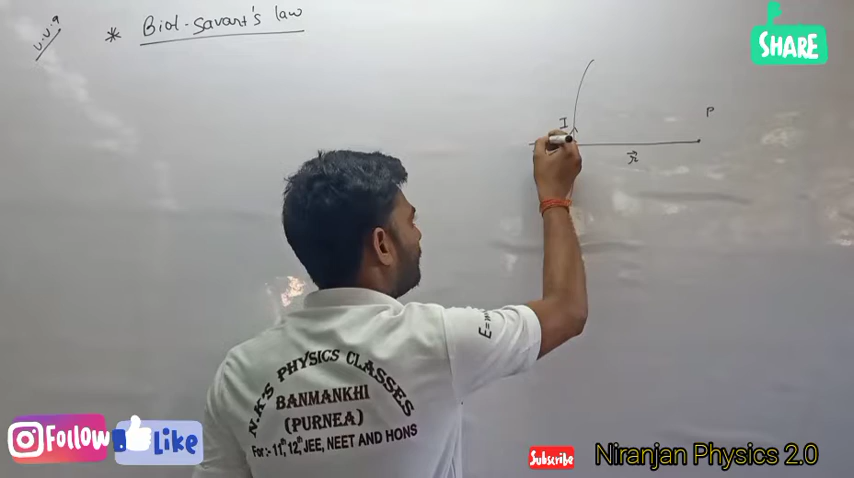 V.V.9
* Biot-Savart's law
SHARE
I
P
r⃗
E=m
N.K'S PHYSICS CLASSES
BANMANKHI
(PURNEA)
For:- 11th, 12th, JEE, NEET AND HONS
Follow
Like
Subscribe
Niranjan Physics 2.0